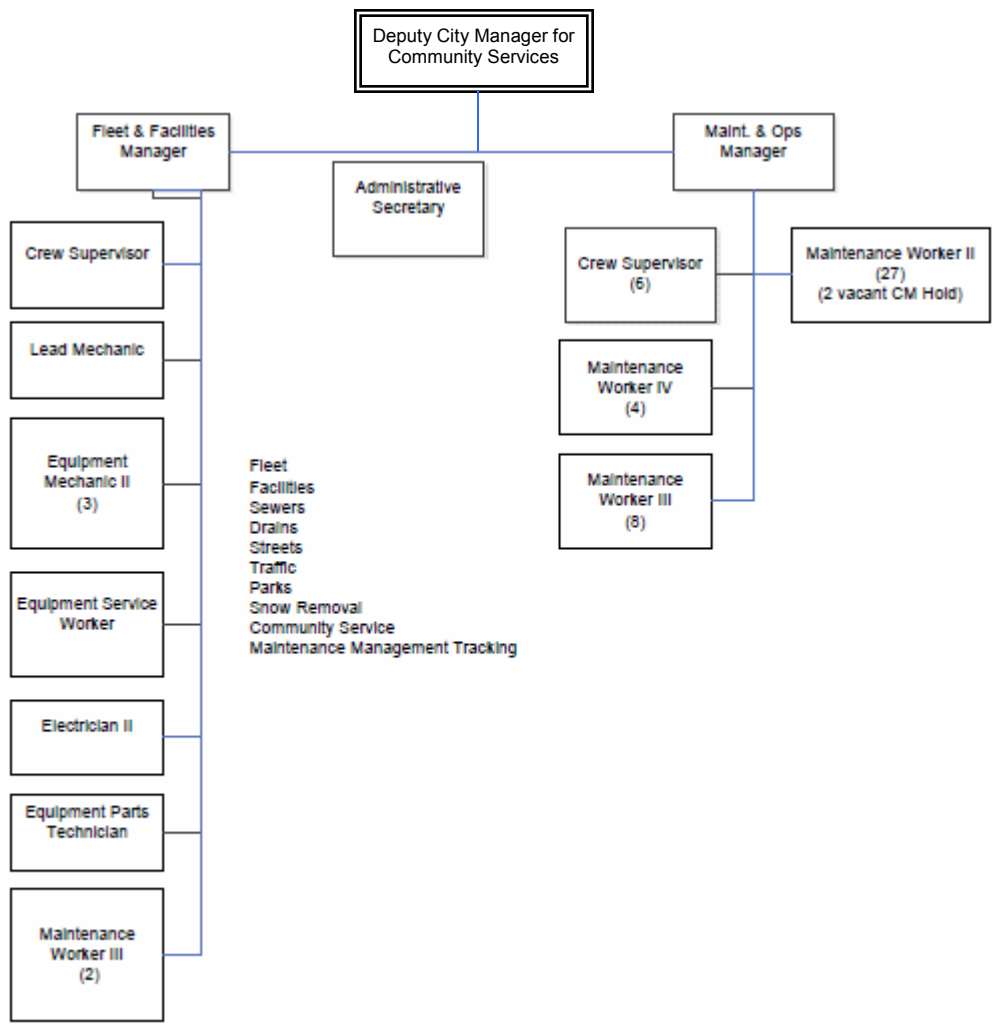 Deputy City Manager for
Community Services
Fleet & Facilities
Manager
Maint. & Ops
Manager
Administrative
Secretary
Crew Supervisor
Lead Mechanic
Equipment
Mechanic II
(3)
Equipment Service
Worker
Electrician II
Equipment Parts
Technician
Maintenance
Worker III
(2)
Fleet
Facilities
Sewers
Drains
Streets
Traffic
Parks
Snow Removal
Community Service
Maintenance Management Tracking
Crew Supervisor
(6)
Maintenance Worker II
(27)
(2 vacant CM Hold)
Maintenance
Worker IV
(4)
Maintenance
Worker III
(8)